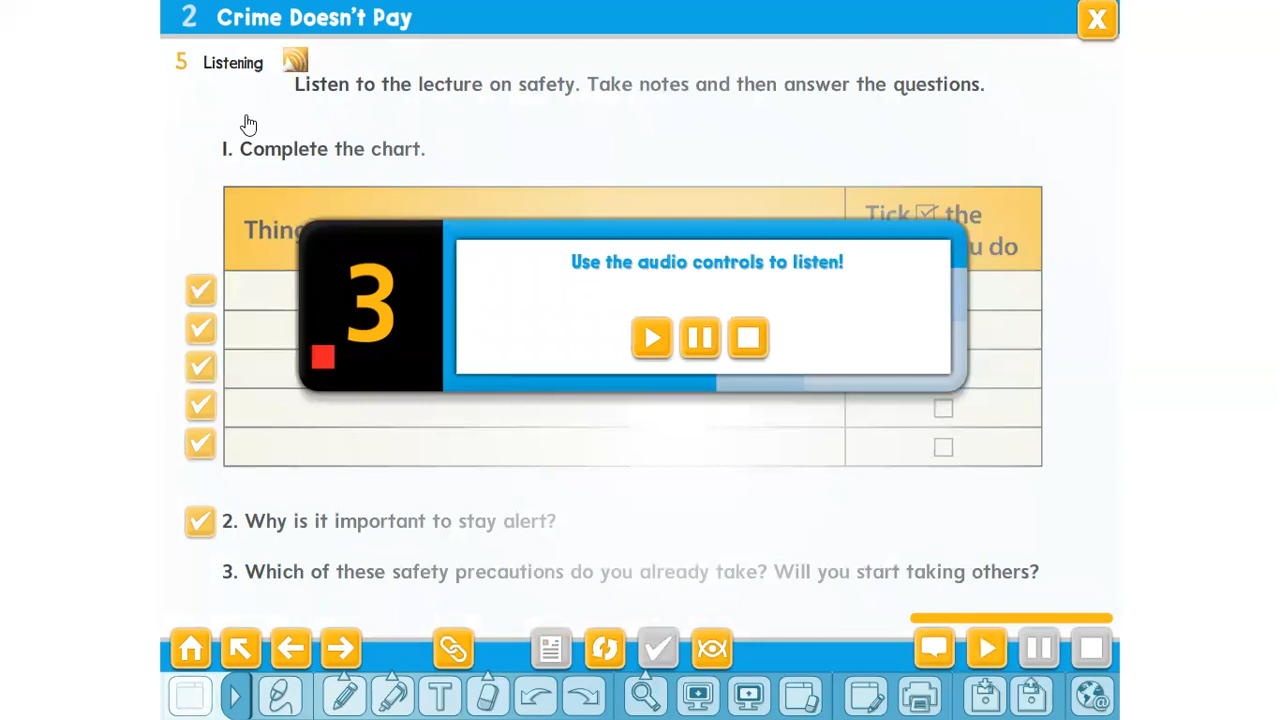 2 Crime Doesn't Pay
X
5 Listening
Listen to the lecture on safety. Take notes and then answer the questions.
1. Complete the chart.
Tick ☑ the
do
3
Use the audio controls to listen!
2. Why is it important to stay alert?
3. Which of these safety precautions do you already take? Will you start taking others?
T